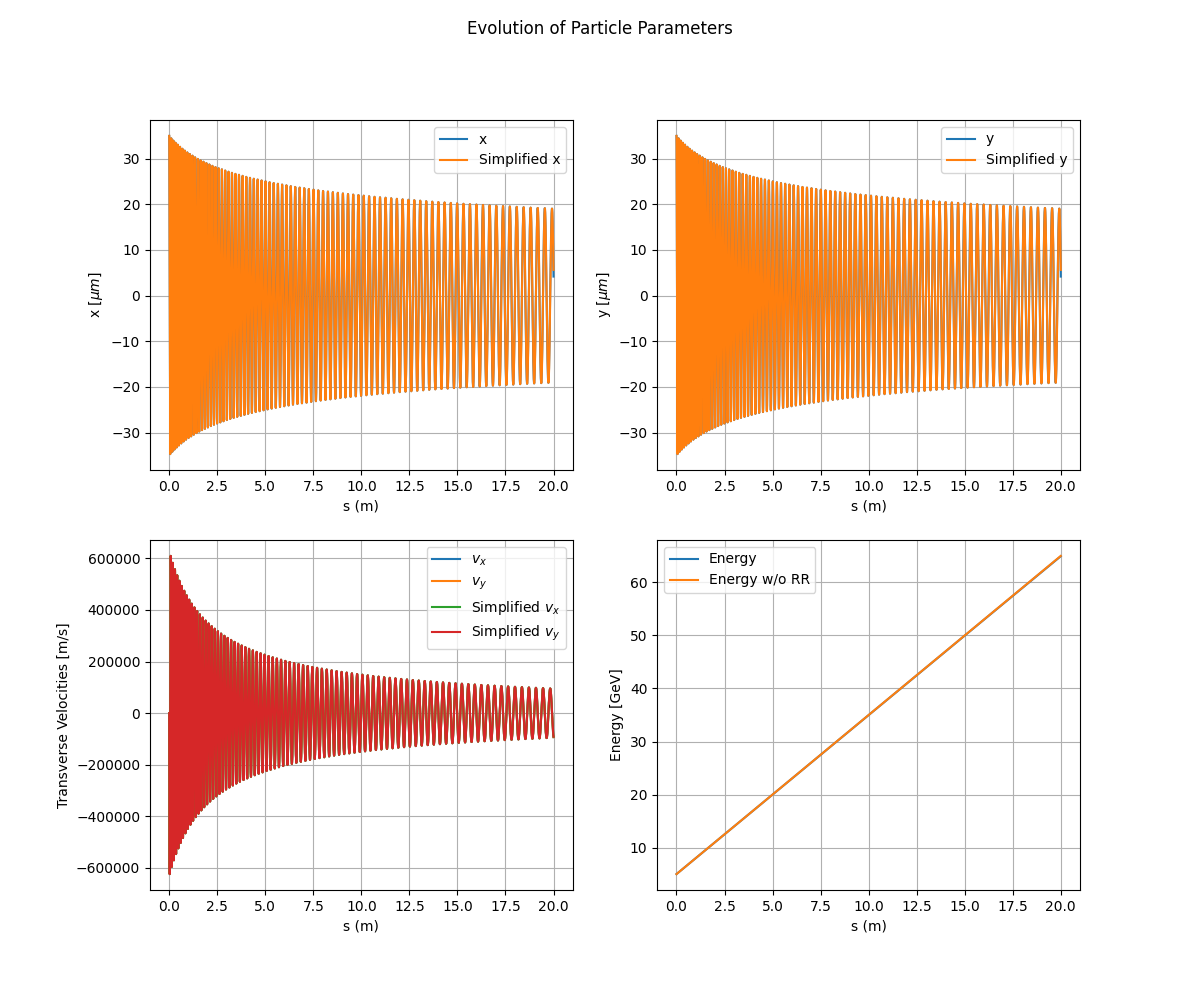 Evolution of Particle Parameters
x
Simplified x
30
20
10
0
−10
−20
−30
x [μm]
0.0 2.5 5.0 7.5 10.0 12.5 15.0 17.5 20.0
s (m)
y
Simplified y
30
20
10
0
−10
−20
−30
y [μm]
0.0 2.5 5.0 7.5 10.0 12.5 15.0 17.5 20.0
s (m)
v_x
v_y
Simplified v_x
Simplified v_y
600000
400000
200000
0
−200000
−400000
−600000
Transverse Velocities [m/s]
0.0 2.5 5.0 7.5 10.0 12.5 15.0 17.5 20.0
s (m)
Energy
Energy w/o RR
60
50
40
30
20
10
Energy [GeV]
0.0 2.5 5.0 7.5 10.0 12.5 15.0 17.5 20.0
s (m)